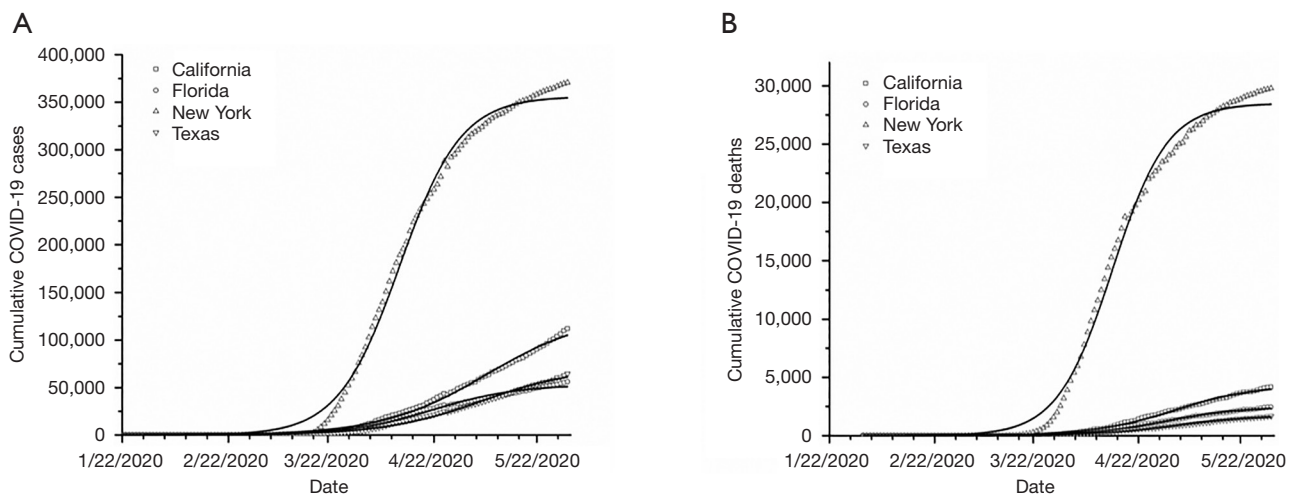 A
Cumulative COVID-19 cases
400,000
350,000
300,000
250,000
200,000
150,000
100,000
50,000
0
California
Florida
New York
Texas
1/22/2020 2/22/2020 3/22/2020 4/22/2020 5/22/2020
Date
B
Cumulative COVID-19 deaths
30,000
25,000
20,000
15,000
10,000
5,000
0
California
Florida
New York
Texas
1/22/2020 2/22/2020 3/22/2020 4/22/2020 5/22/2020
Date